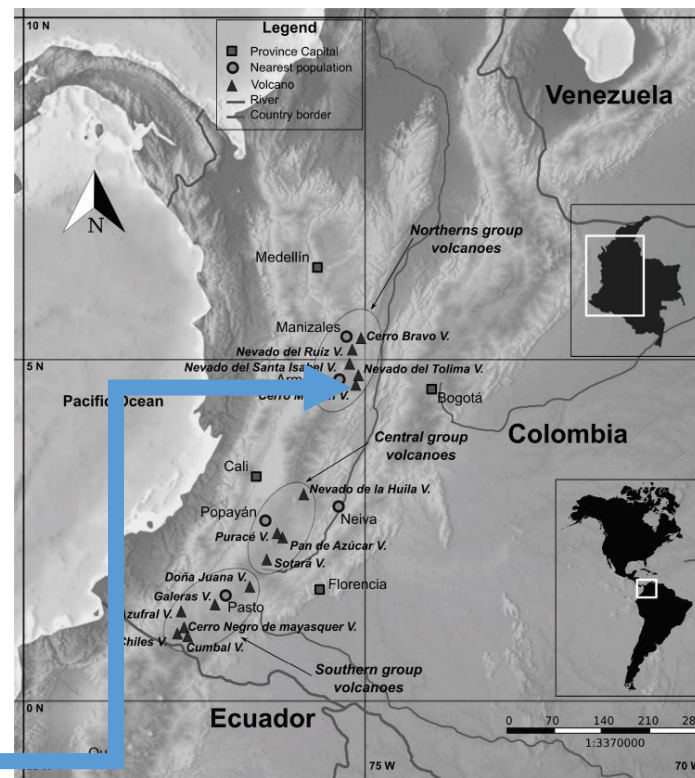 10 N
Legend
Province Capital
Nearest population
Volcano
River
Country border
Venezuela
N
Northerns group
volcanoes
Medellín
Manizales
Cerro Bravo V.
Nevado del Ruiz V.
5 N
Nevado del Santa Isabel V.
Nevado del Tolima V.
Cerro
V.
Bogotá
Pacific Ocean
Colombia
Central group
volcanoes
Cali
Nevado de la Huila V.
Popayán
Neiva
Puracé V.
Pan de Azúcar V.
Sotará V.
Doña Juana V.
Florencia
Galeras V.
Pasto
Cerro Negro de mayasquer V.
Cumbal V.
Southern group
volcanoes
0 N
Ecuador
0 70 140 210
1:3370000
75 W